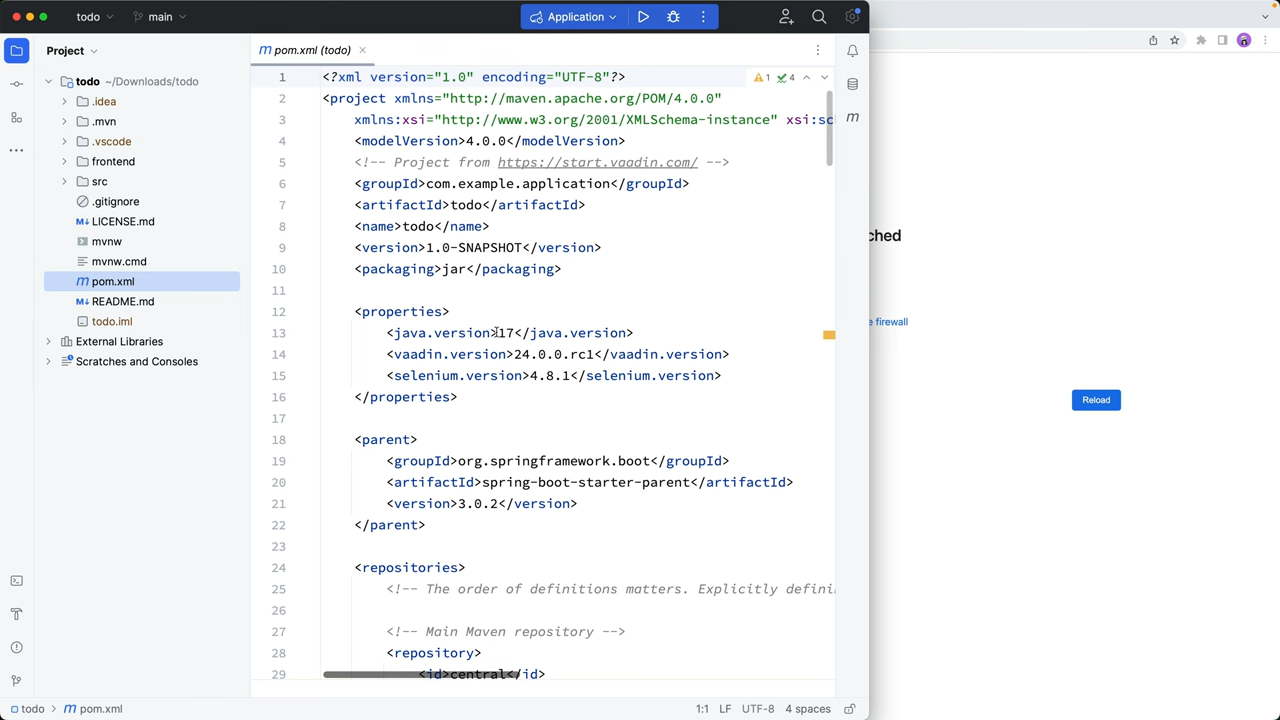 todo
main
Application
Project
pom.xml (todo)
todo ~/Downloads/todo
.idea
.mvn
.vscode
frontend
src
.gitignore
M↓ LICENSE.md
mvnw
mvnw.cmd
m pom.xml
M↓ README.md
todo.iml
External Libraries
Scratches and Consoles
1 <?xml version="1.0" encoding="UTF-8"?>
1 4
2 <project xmlns="http://maven.apache.org/POM/4.0.0"
3 xmlns:xsi="http://www.w3.org/2001/XMLSchema-instance" xsi:sc
4 <modelVersion>4.0.0</modelVersion>
5 <!-- Project from https://start.vaadin.com/ -->
6 <groupId>com.example.application</groupId>
7 <artifactId>todo</artifactId>
8 <name>todo</name>
9 <version>1.0-SNAPSHOT</version>
10 <packaging>jar</packaging>
11
12 <properties>
13 <java.version>17</java.version>
14 <vaadin.version>24.0.0.rc1</vaadin.version>
15 <selenium.version>4.8.1</selenium.version>
16 </properties>
17
18 <parent>
19 <groupId>org.springframework.boot</groupId>
20 <artifactId>spring-boot-starter-parent</artifactId>
21 <version>3.0.2</version>
22 </parent>
23
24 <repositories>
25 <!-- The order of definitions matters. Explicitly defini
26
27 <!-- Main Maven repository -->
28 <repository>
29 <id>central</id>
todo > m pom.xml
1:1 LF UTF-8 4 spaces
ched
e firewall
Reload